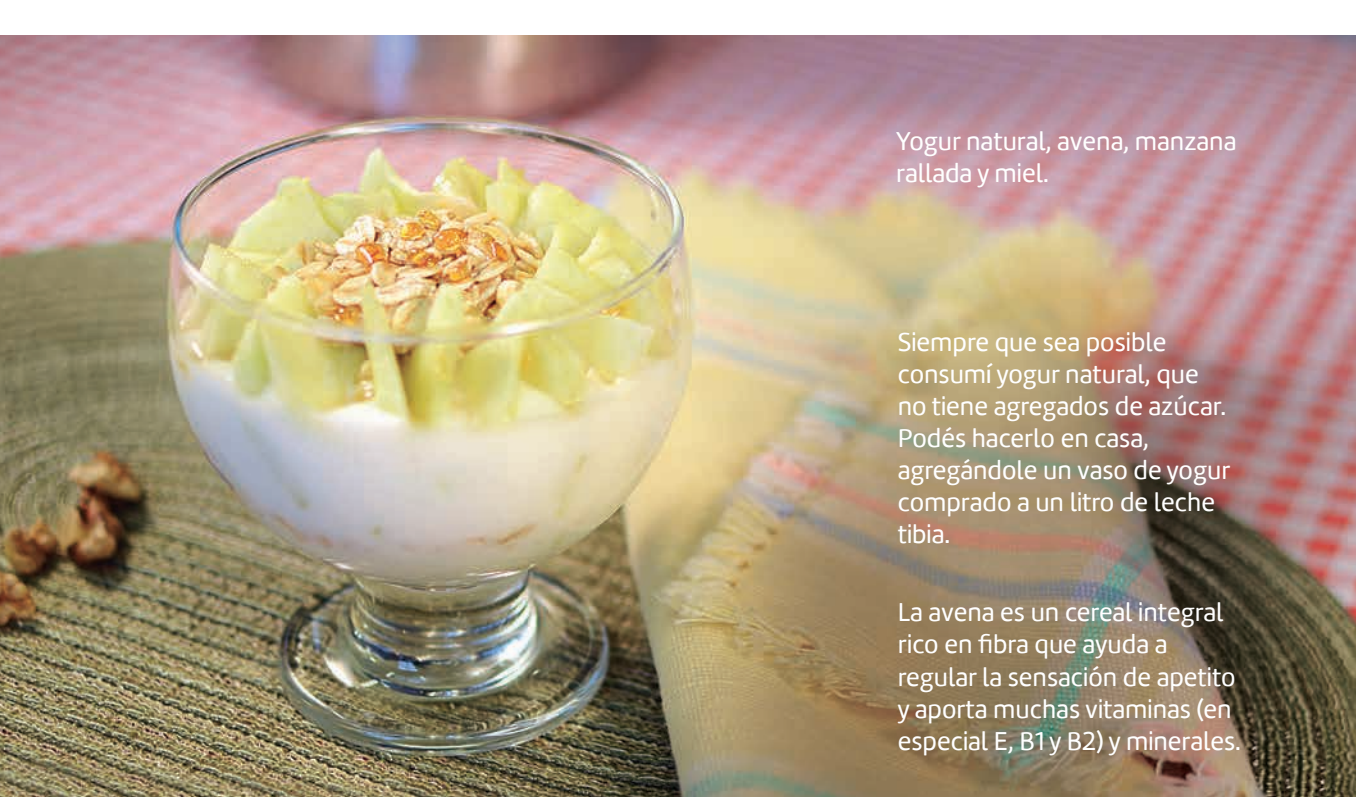 Yogur natural, avena, manzana
rallada y miel.
Siempre que sea posible
consumí yogur natural, que
no tiene agregados de azúcar.
Podés hacerlo en casa,
agregándole un vaso de yogur
comprado a un litro de leche
tibia.
La avena es un cereal integral
rico en fibra que ayuda a
regular la sensación de apetito
y aporta muchas vitaminas (en
especial E, B1 y B2) y minerales.